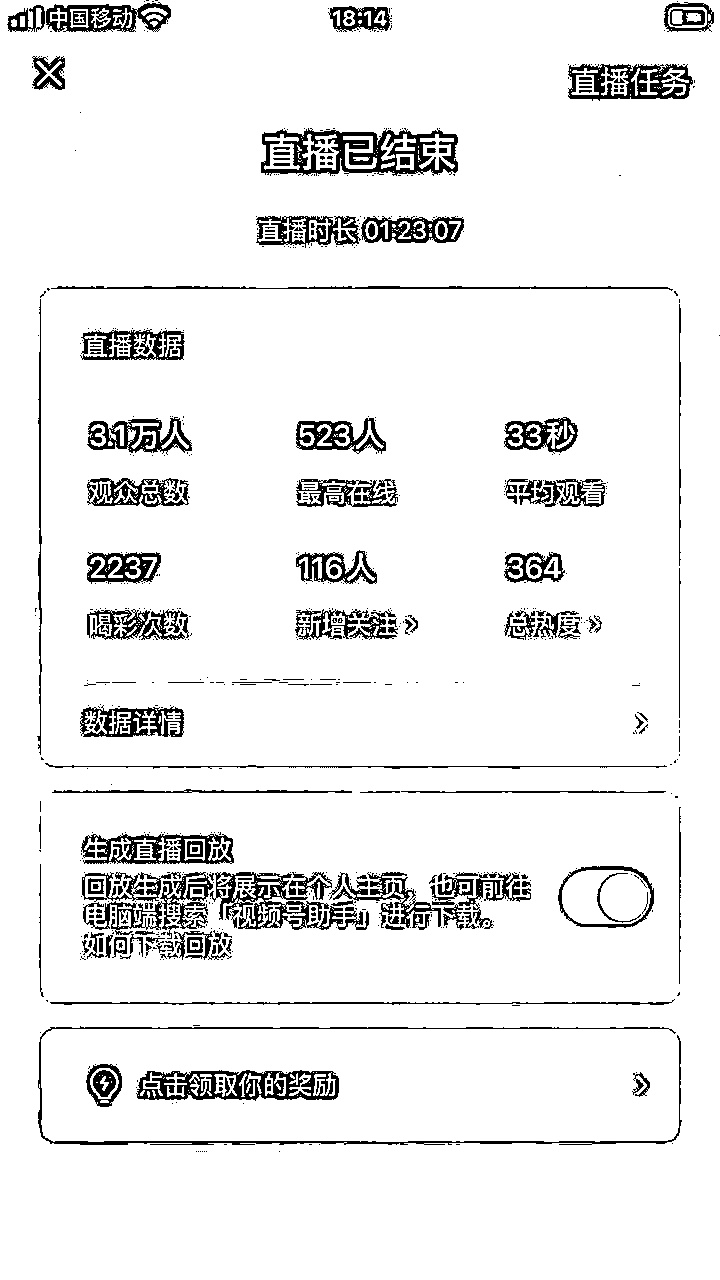 中国移动 18:14
直播任务
直播已结束
直播时长 01:23:07
直播数据
3.1万人 523人 33秒
观众总数 最高在线 平均观看
2237 116人 364
喝彩次数 新增关注 总热度
数据详情
生成直播回放
回放生成后将展示在个人主页，也可前往
电脑端搜索「视频号助手」进行下载。
如何下载回放
点击领取你的奖励